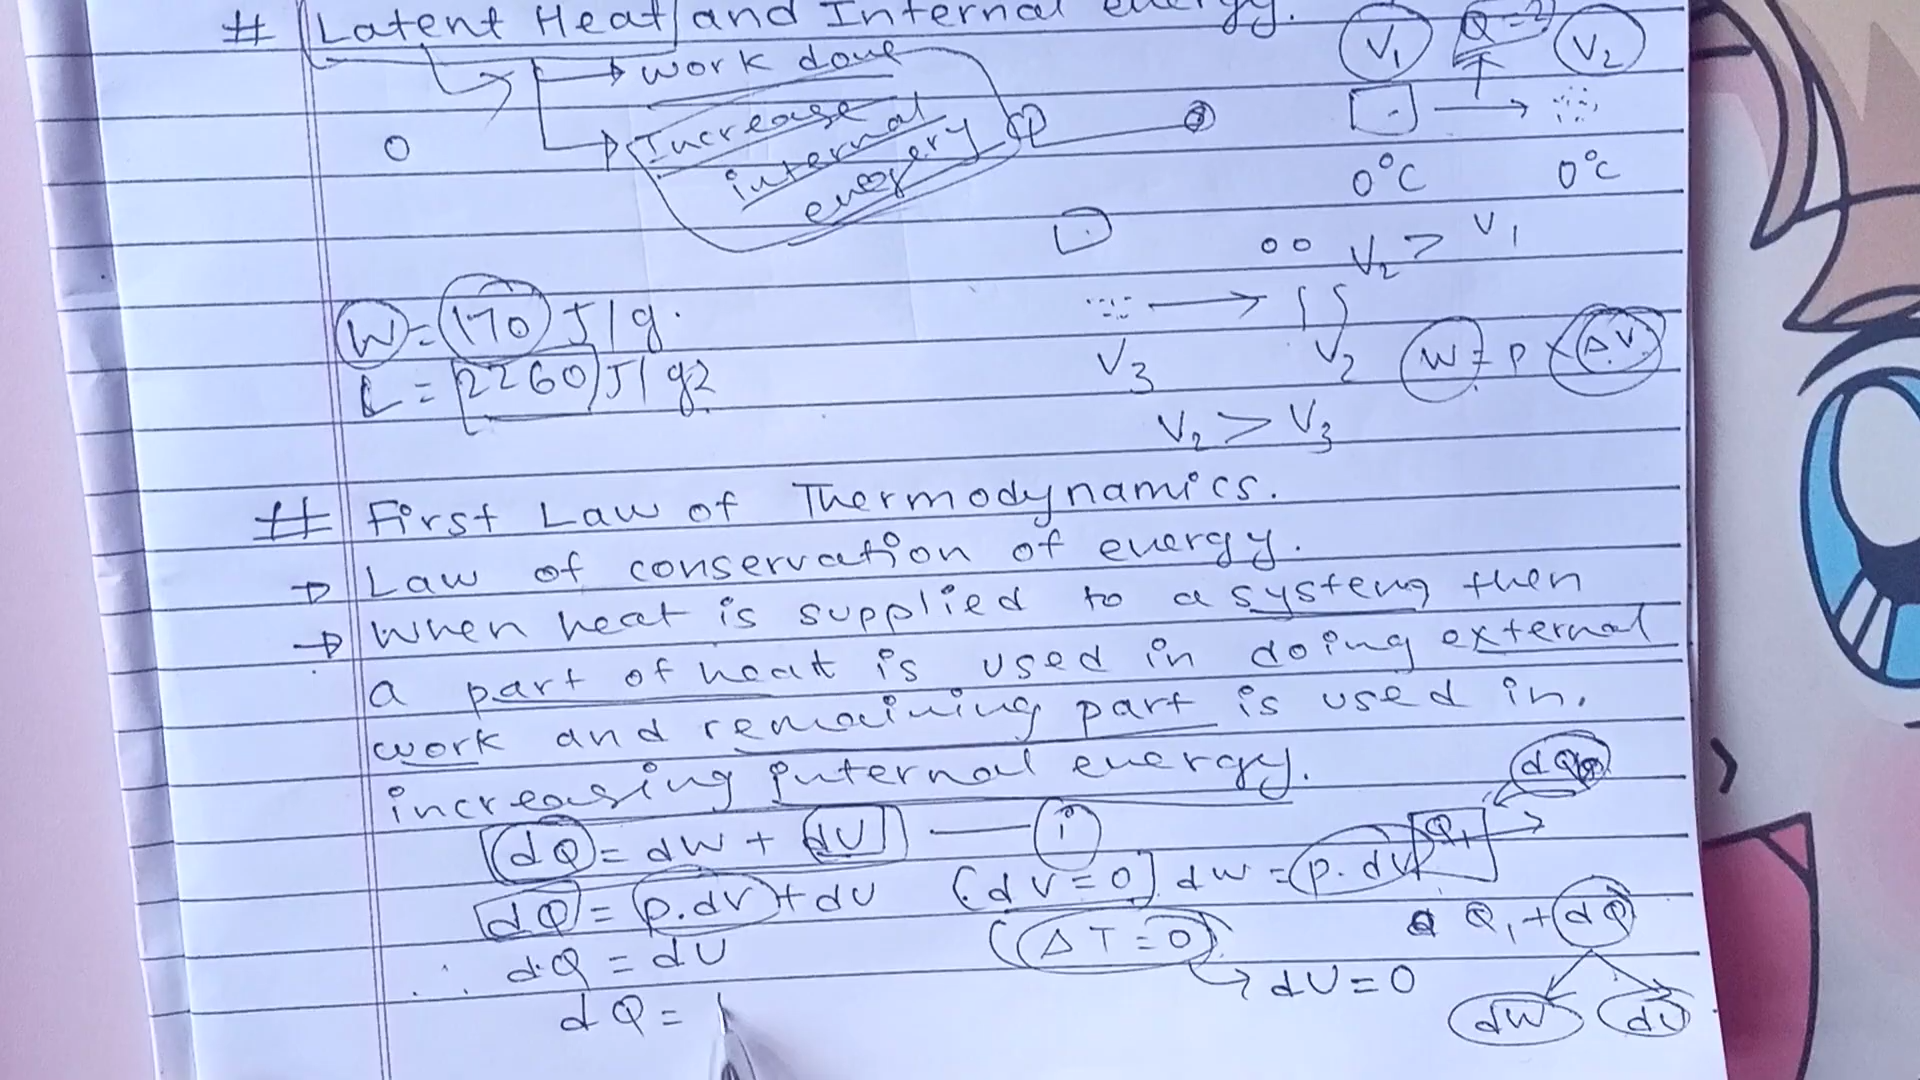 # Latent Heat and Internal energy.
V₁ Q = ? V₂
→ work done
→ Increase internal energy
0°C 0°C
V₂ > V₁
W = 170 J/g.
L = 2260 J/g
V₃ V₂ W = P × ΔV
V₂ > V₃
# First Law of Thermodynamics.
→ Law of conservation of energy.
→ When heat is supplied to a system then
a part of heat is used in doing external
work and remaining part is used in.
increasing internal energy.
dQ
dQ = dW + dU — i
Q₁
dQ = p.dV + dU (dV = 0) dW = p.dV
Q₁ + dQ
∴ dQ = dU (ΔT = 0)
→ dU = 0
dQ =
dW dU